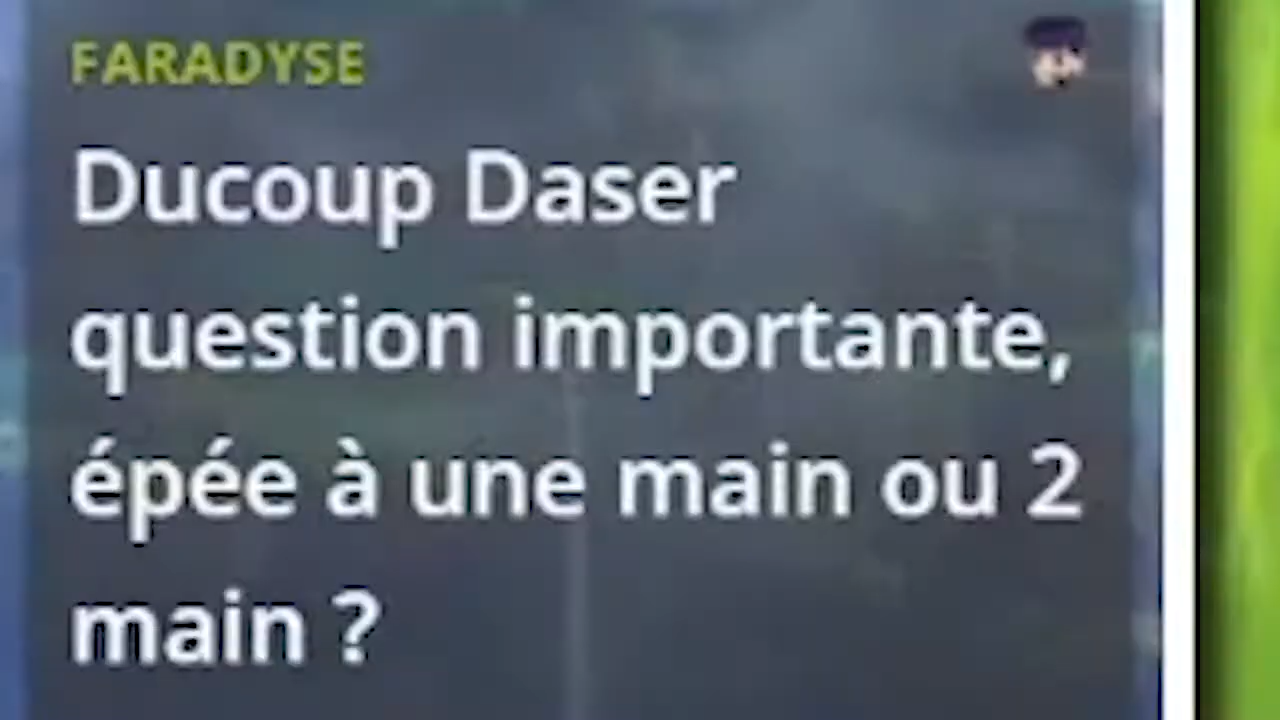 FARADYSE
Ducoup Daser
question importante,
épée à une main ou 2
main ?